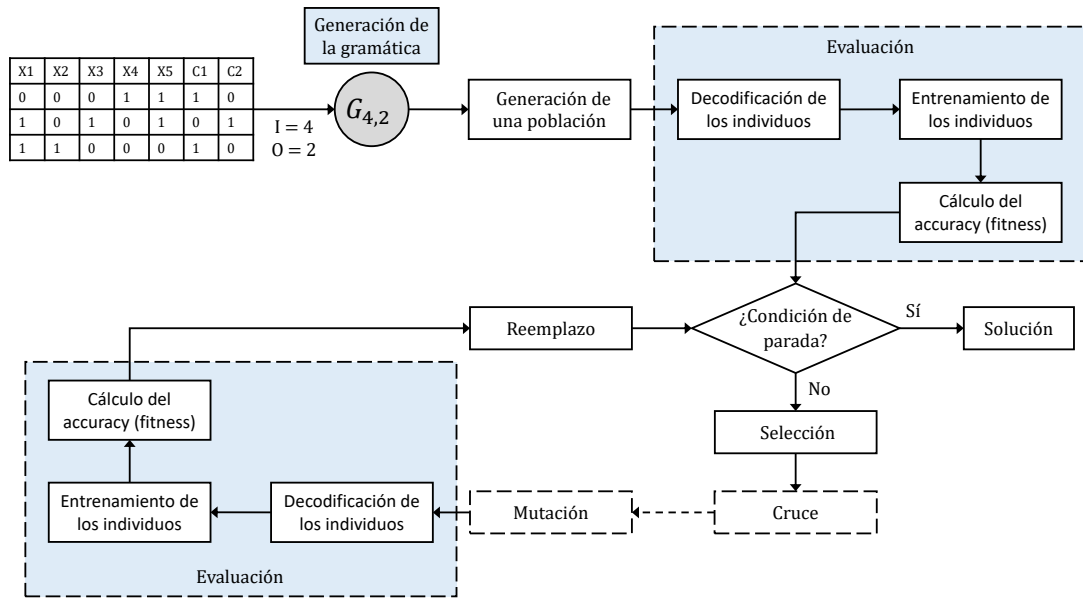 Generación de
la gramática
Evaluación
X1 X2 X3 X4 X5 C1 C2
0 0 0 1 1 1 0
1 0 1 0 1 0 1
1 1 0 0 0 1 0
I = 4
O = 2
G4,2
Generación de
una población
Decodificación de
los individuos
Entrenamiento de
los individuos
Cálculo del
accuracy (fitness)
Reemplazo
¿Condición de
parada?
Sí
Solución
No
Cálculo del
accuracy (fitness)
Selección
Entrenamiento de
los individuos
Decodificación de
los individuos
Mutación
Cruce
Evaluación